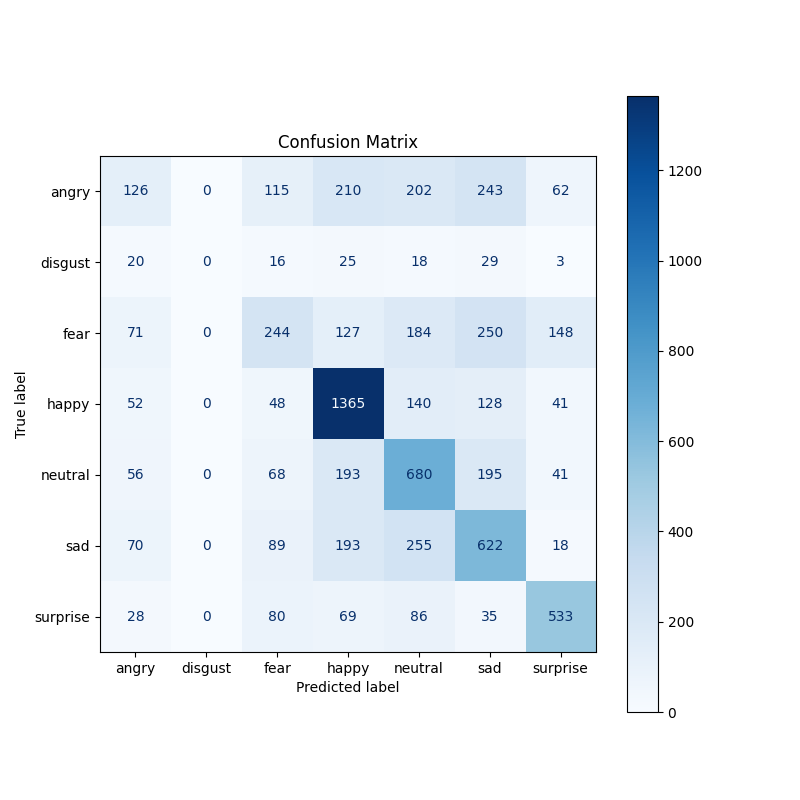 Confusion Matrix
angry 126 0 115 210 202 243 62
disgust 20 0 16 25 18 29 3
fear 71 0 244 127 184 250 148
happy 52 0 48 1365 140 128 41
neutral 56 0 68 193 680 195 41
sad 70 0 89 193 255 622 18
surprise 28 0 80 69 86 35 533
angry disgust fear happy neutral sad surprise
Predicted label
True label
1200
1000
800
600
400
200
0